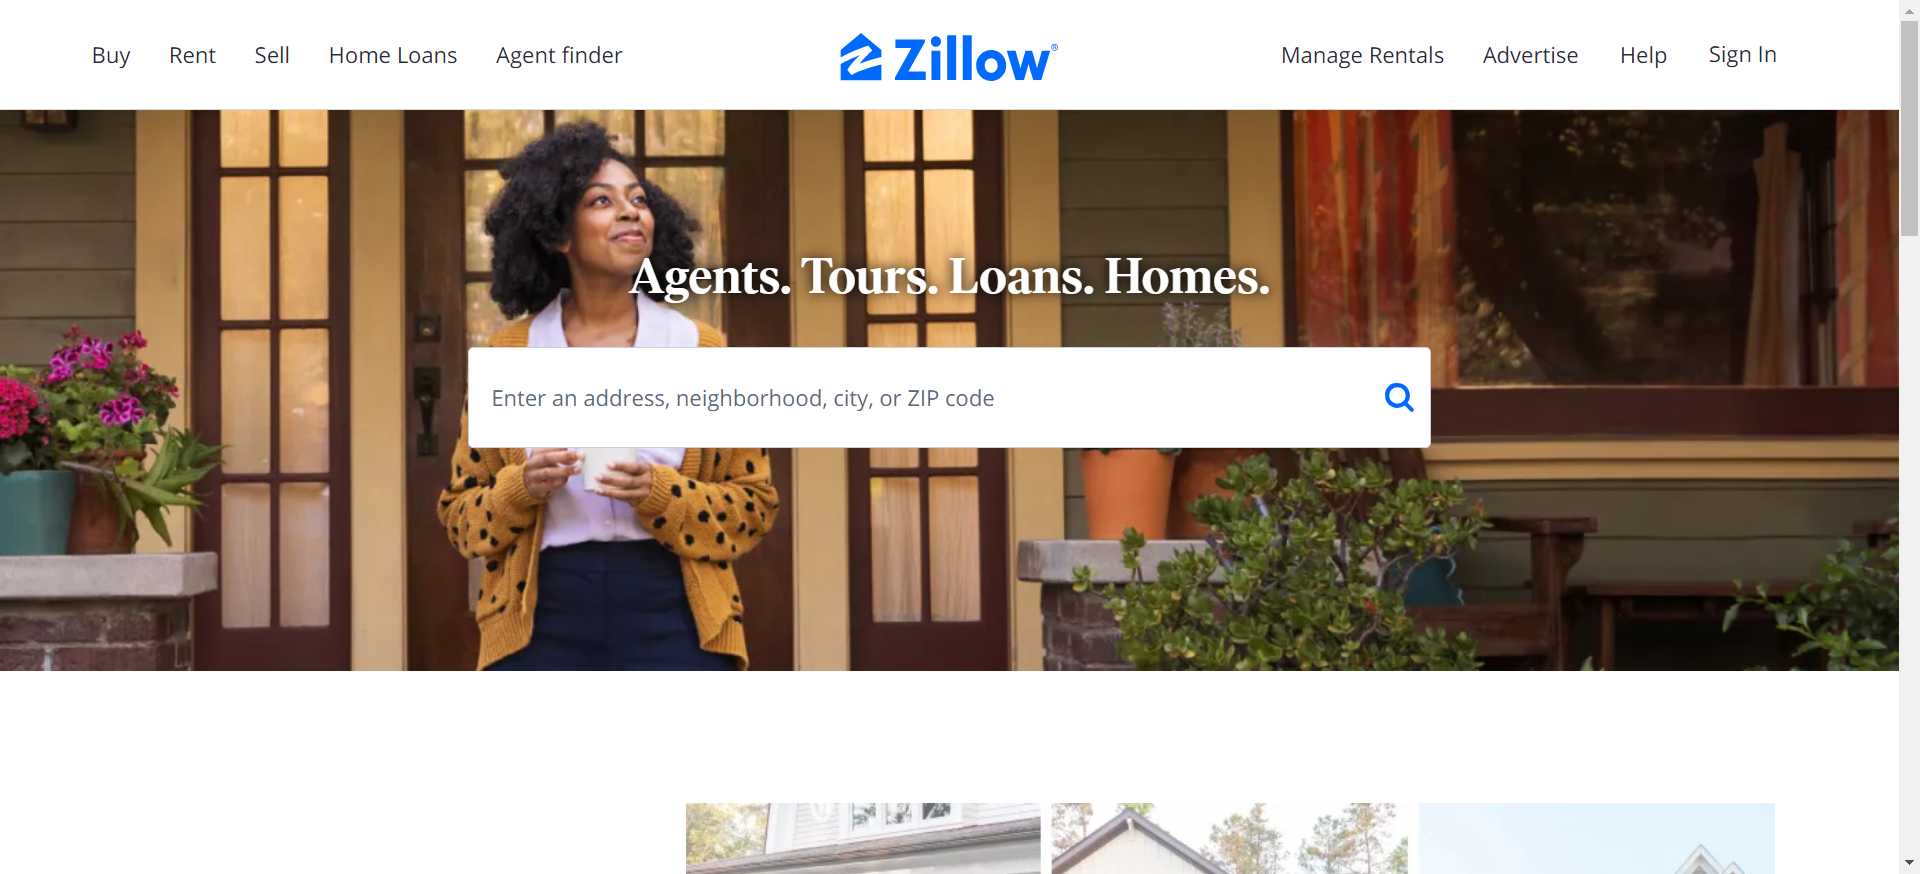 Buy Rent Sell Home Loans Agent finder Zillow® Manage Rentals Advertise Help Sign In
Agents. Tours. Loans. Homes.
Enter an address, neighborhood, city, or ZIP code